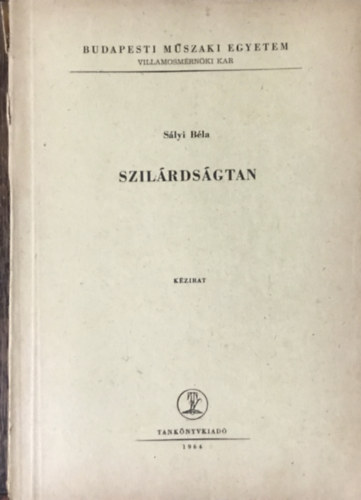 BUDAPESTI MŰSZAKI EGYETEM
VILLAMOSMÉRNÖKI KAR
Sályi Béla
SZILÁRDSÁGTAN
KÉZIRAT
TANKÖNYVKIADÓ
1964